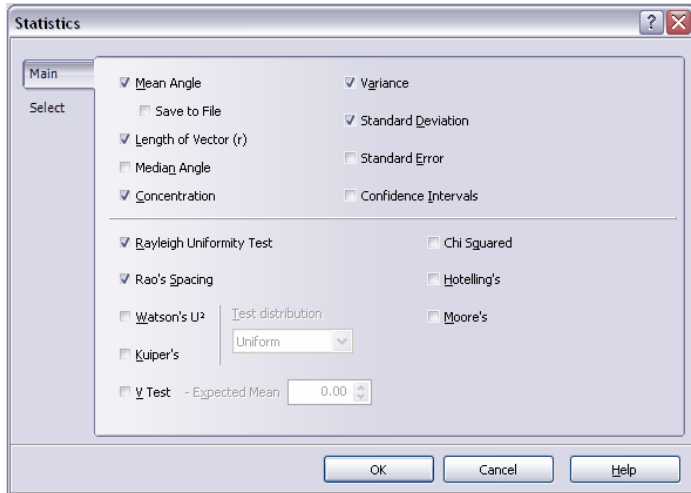 Statistics
Main
Select
Mean Angle
Save to File
Length of Vector (r)
Median Angle
Concentration
Variance
Standard Deviation
Standard Error
Confidence Intervals
Rayleigh Uniformity Test
Rao's Spacing
Watson's U²
Kuiper's
Test distribution
Uniform
V Test - Expected Mean 0.00
Chi Squared
Hotelling's
Moore's
OK Cancel Help